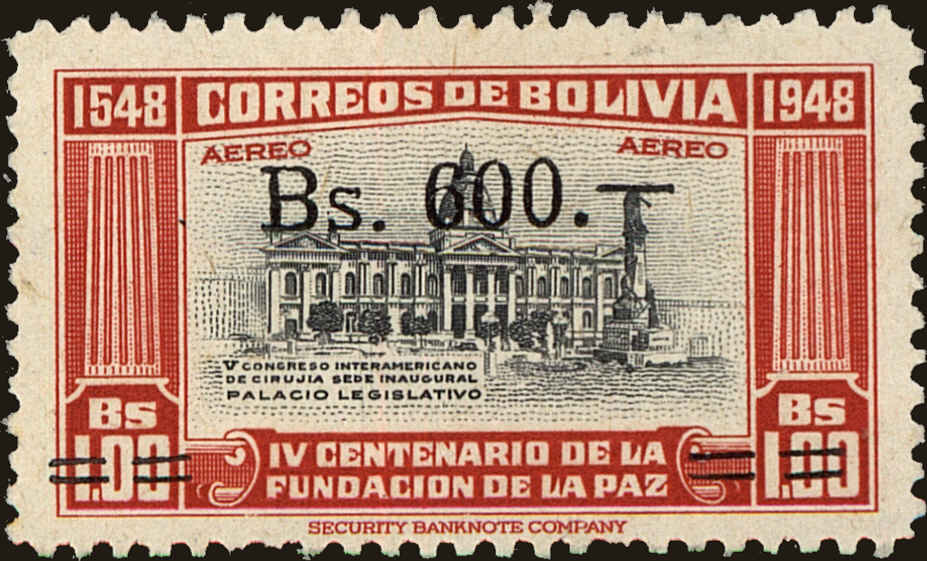 1548 CORREOS DE BOLIVIA 1948
AEREO AEREO
Bs. 600.—
V CONGRESO INTERAMERICANO
DE CIRUJIA SEDE INAUGURAL
PALACIO LEGISLATIVO
Bs Bs
1.00 1.00
IV CENTENARIO DE LA
FUNDACION DE LA PAZ
SECURITY BANKNOTE COMPANY